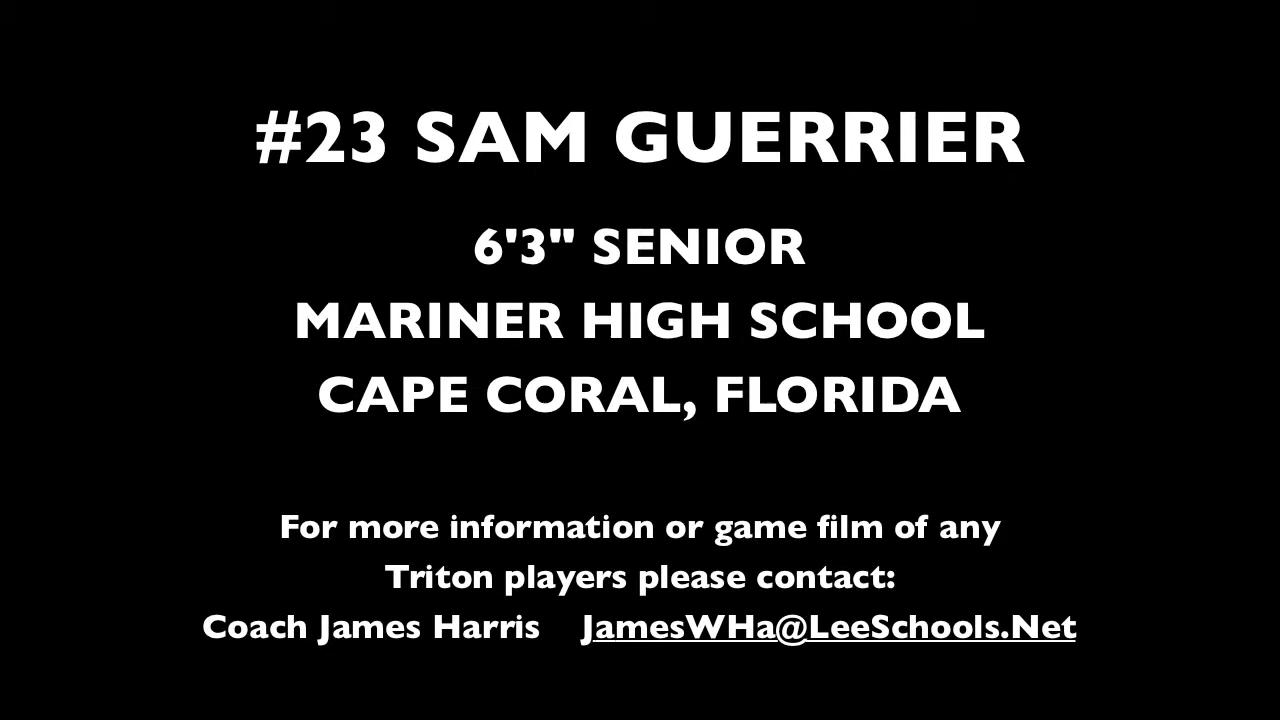 #23 SAM GUERRIER
6'3" SENIOR
MARINER HIGH SCHOOL
CAPE CORAL, FLORIDA
For more information or game film of any
Triton players please contact:
Coach James Harris JamesWHa@LeeSchools.Net